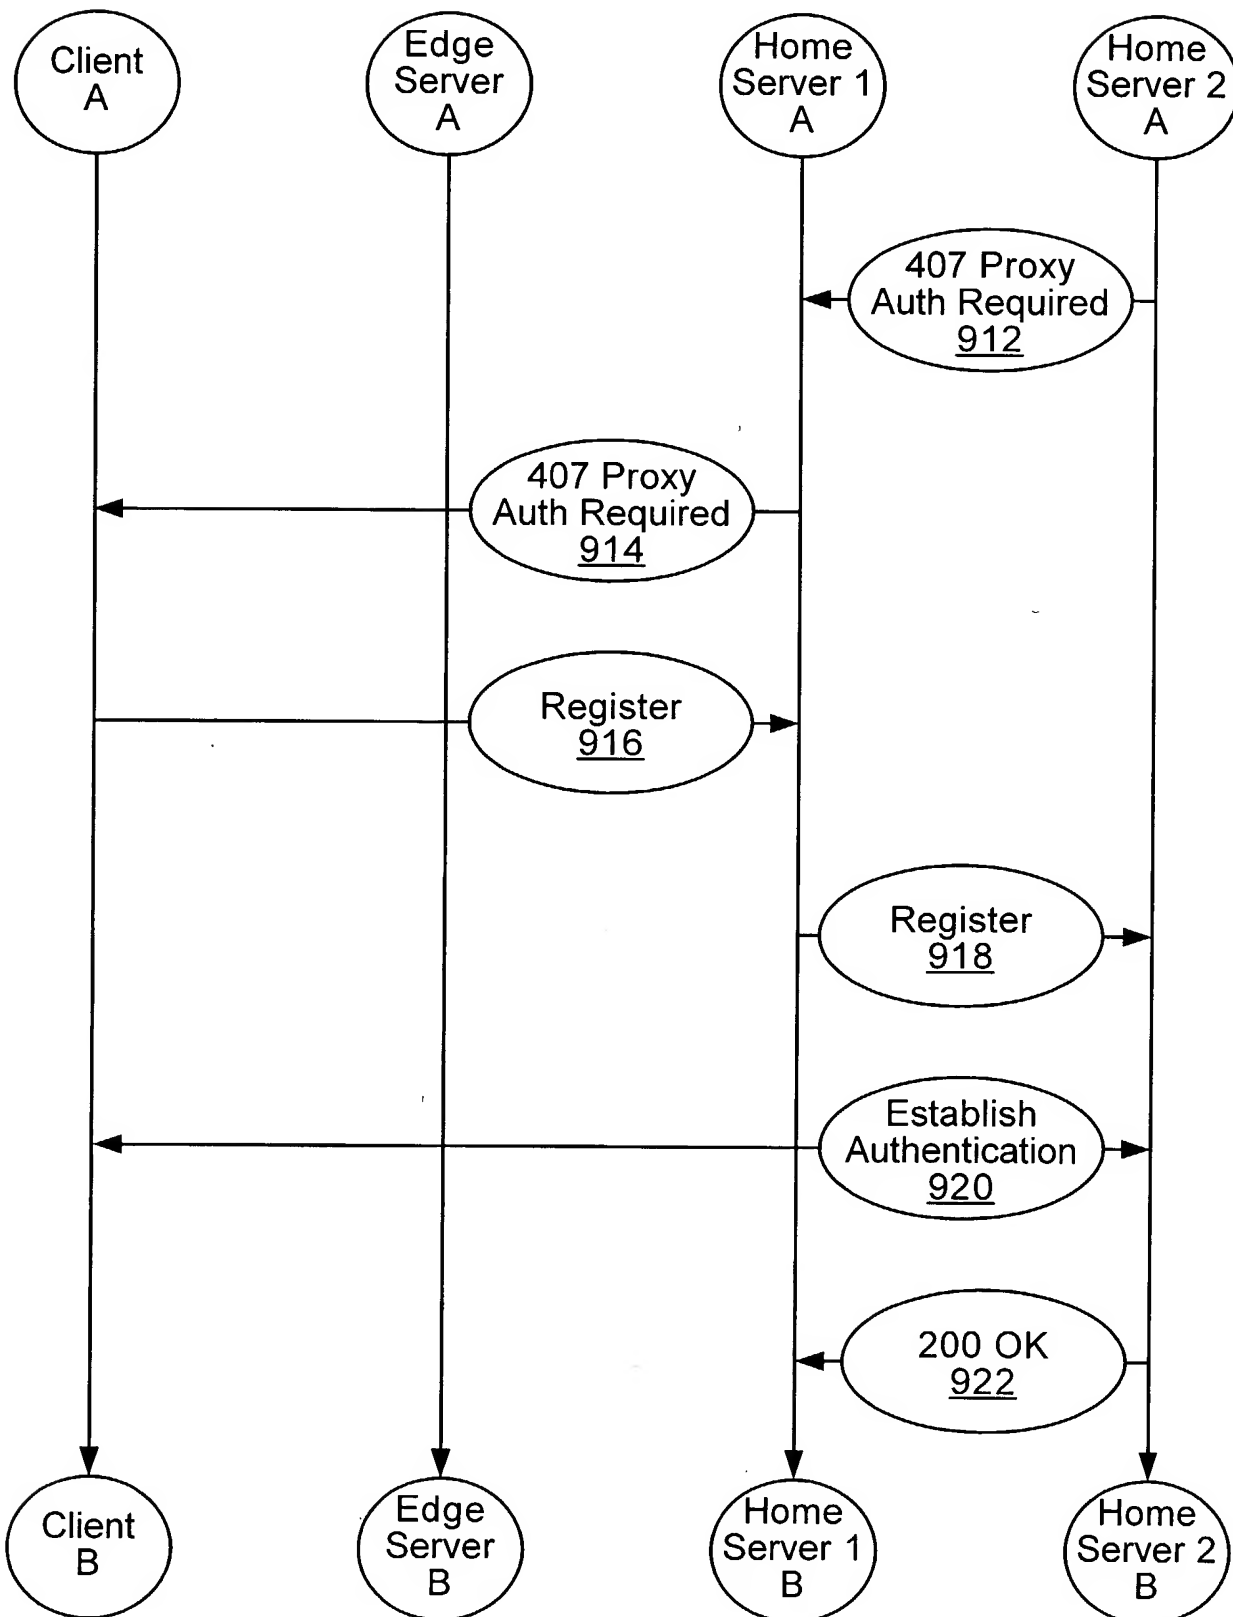 Client
A
Edge
Server
A
Home
Server 1
A
Home
Server 2
A
407 Proxy
Auth Required
912
407 Proxy
Auth Required
914
Register
916
Register
918
Establish
Authentication
920
200 OK
922
Client
B
Edge
Server
B
Home
Server 1
B
Home
Server 2
B